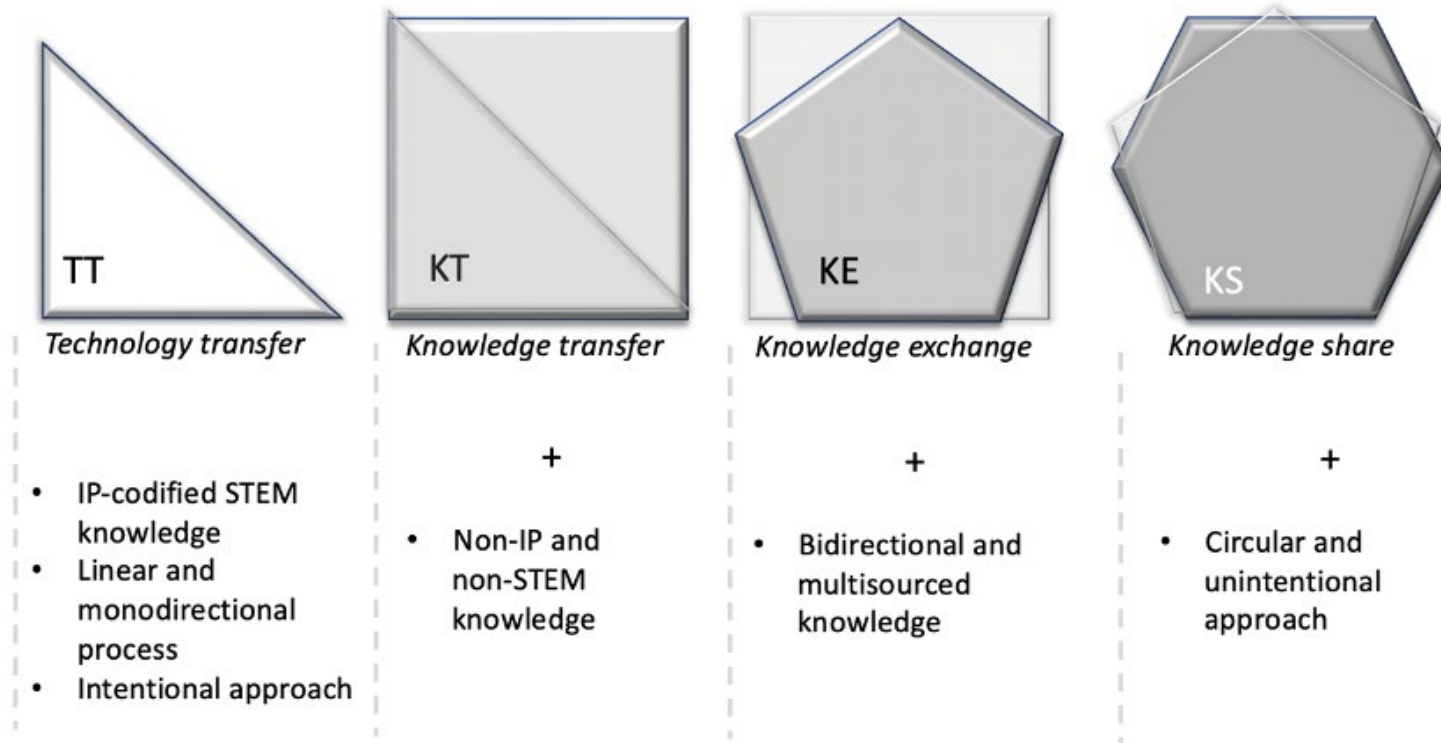 TT
Technology transfer
• IP-codified STEM
knowledge
• Linear and
monodirectional
process
• Intentional approach
KT
Knowledge transfer
+
• Non-IP and
non-STEM
knowledge
KE
Knowledge exchange
+
• Bidirectional and
multisourced
knowledge
KS
Knowledge share
+
• Circular and
unintentional
approach